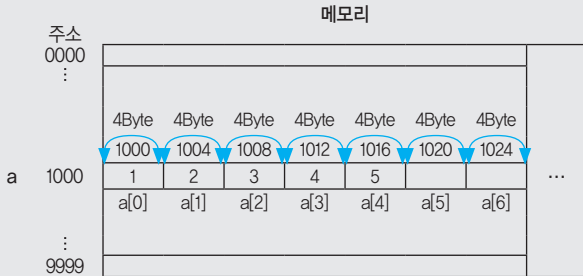 메모리
주소
0000
⋮
4Byte 4Byte 4Byte 4Byte 4Byte 4Byte 4Byte
1000 1004 1008 1012 1016 1020 1024
a 1000 1 2 3 4 5 …
a[0] a[1] a[2] a[3] a[4] a[5] a[6]
⋮
9999